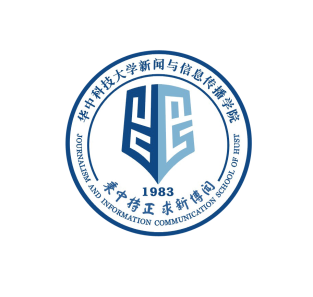 华中科技大学新闻与信息传播学院
1983
秉中持正 求新博闻
JOURNALISM AND INFORMATION COMMUNICATION SCHOOL OF HUST